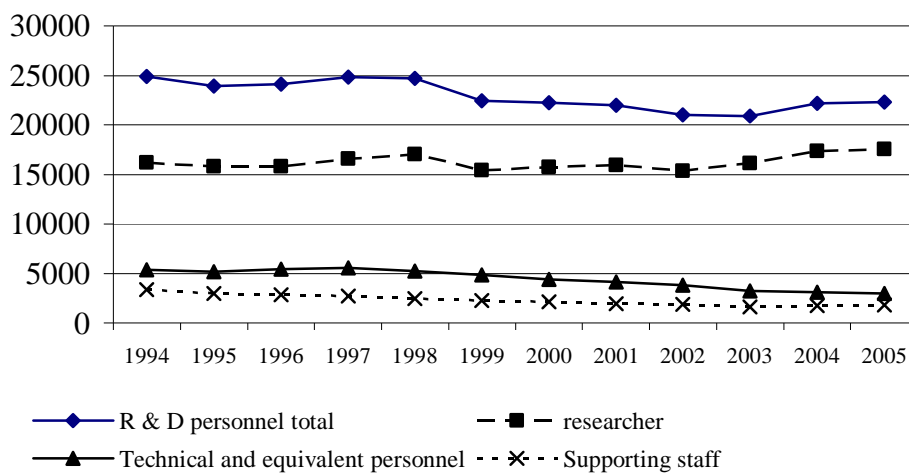 30000
25000
20000
15000
10000
5000
0
1994 1995 1996 1997 1998 1999 2000 2001 2002 2003 2004 2005
R & D personnel total researcher
Technical and equivalent personnel Supporting staff